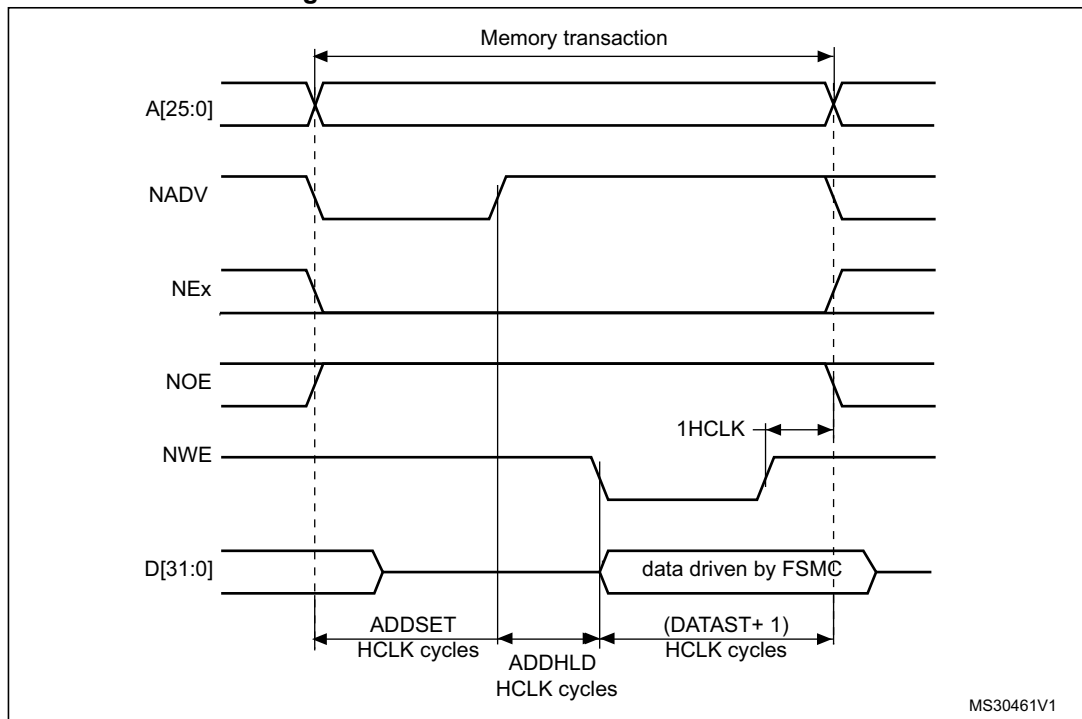 Memory transaction
A[25:0]
NADV
NEx
NOE
1HCLK
NWE
D[31:0]
data driven by FSMC
ADDSET
HCLK cycles
ADDHLD
HCLK cycles
(DATAST+ 1)
HCLK cycles
MS30461V1